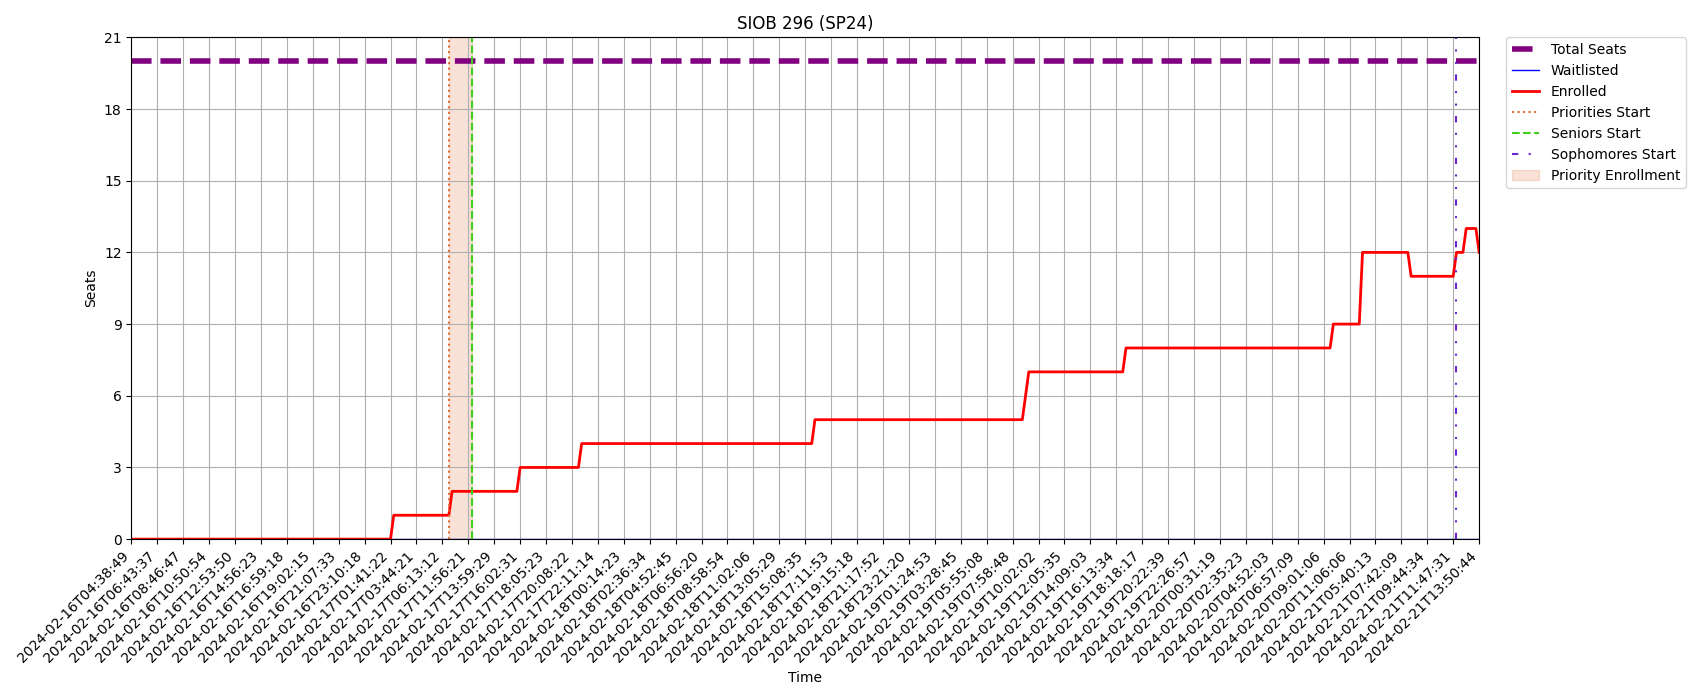 SIOB 296 (SP24)
Total Seats
Waitlisted
Enrolled
Priorities Start
Seniors Start
Sophomores Start
Priority Enrollment
21
18
15
12
9
6
3
0
Seats
2024-02-16T04:38:49
2024-02-16T06:43:37
2024-02-16T08:46:47
2024-02-16T10:50:54
2024-02-16T12:53:50
2024-02-16T14:56:23
2024-02-16T16:59:18
2024-02-16T19:02:15
2024-02-16T21:07:33
2024-02-16T23:10:18
2024-02-17T01:41:22
2024-02-17T03:44:21
2024-02-17T06:13:12
2024-02-17T11:56:21
2024-02-17T13:59:29
2024-02-17T16:02:31
2024-02-17T18:05:23
2024-02-17T20:08:22
2024-02-17T22:11:14
2024-02-18T00:14:23
2024-02-18T02:36:34
2024-02-18T04:52:45
2024-02-18T06:56:20
2024-02-18T08:58:54
2024-02-18T11:02:06
2024-02-18T13:05:29
2024-02-18T15:08:35
2024-02-18T17:11:53
2024-02-18T19:15:18
2024-02-18T21:17:52
2024-02-18T23:21:20
2024-02-19T01:24:53
2024-02-19T03:28:45
2024-02-19T05:55:08
2024-02-19T07:58:48
2024-02-19T10:02:02
2024-02-19T12:05:35
2024-02-19T14:09:03
2024-02-19T16:13:34
2024-02-19T18:18:17
2024-02-19T20:22:39
2024-02-19T22:26:57
2024-02-20T00:31:19
2024-02-20T02:35:23
2024-02-20T04:52:03
2024-02-20T06:57:09
2024-02-20T09:01:06
2024-02-20T11:06:06
2024-02-21T05:40:13
2024-02-21T07:42:09
2024-02-21T09:44:34
2024-02-21T11:47:31
2024-02-21T13:50:44
Time